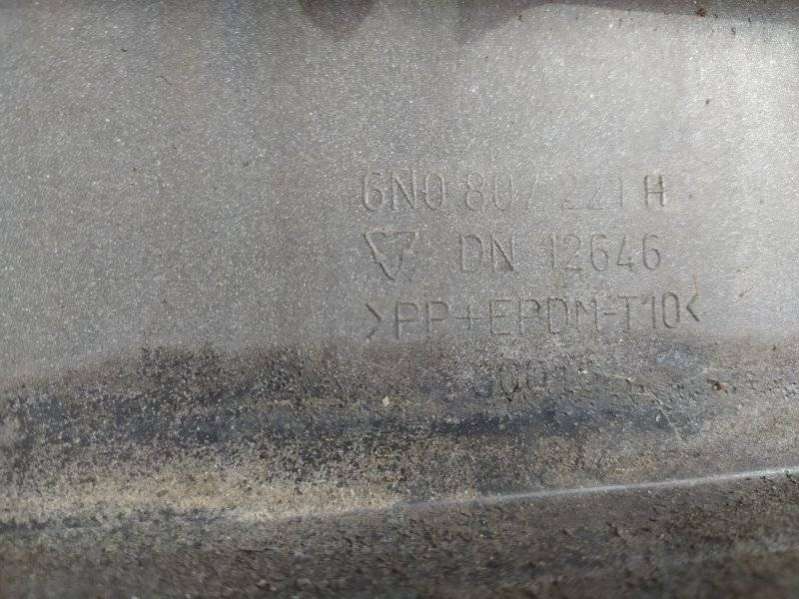 6N0 807 221 H
DN 12646
>PP+EPDM-T10<